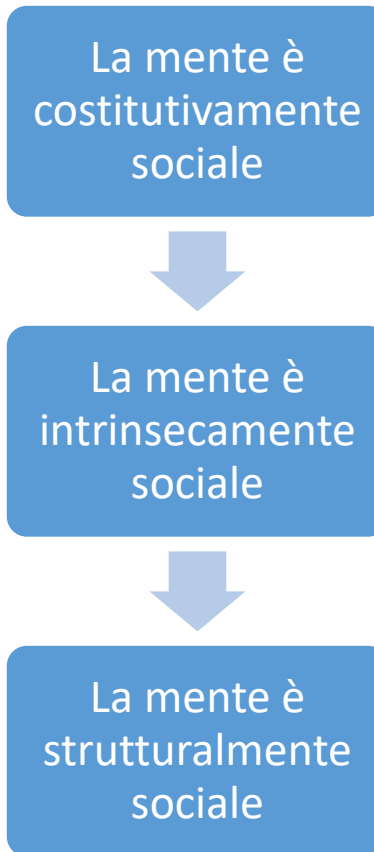 La mente è
costitutivamente
sociale
La mente è
intrinsecamente
sociale
La mente è
strutturalmente
sociale